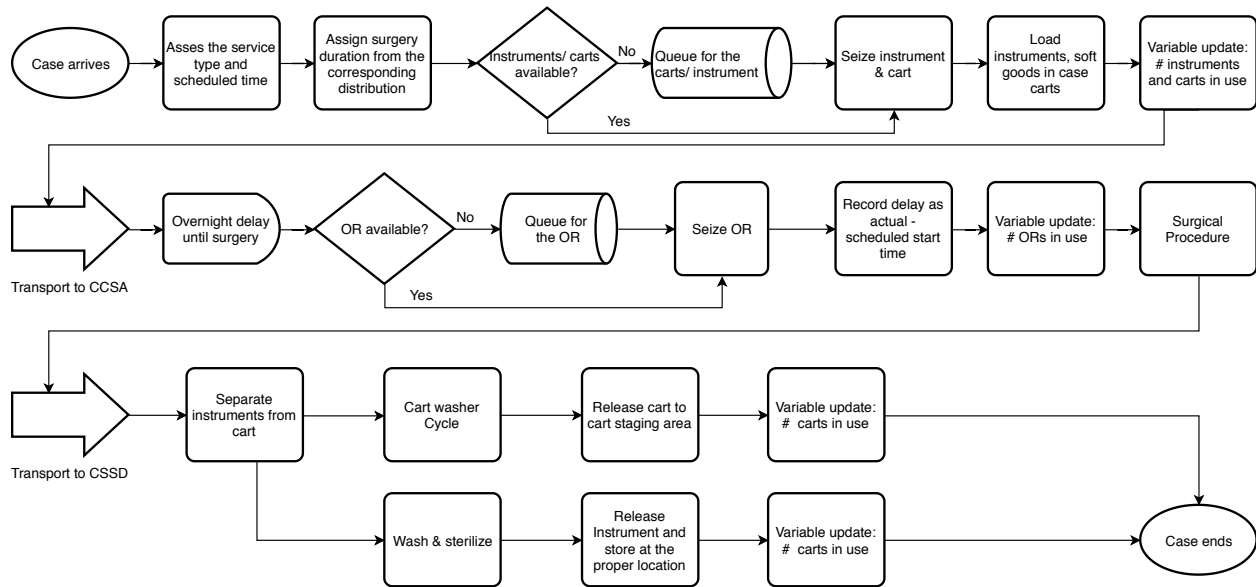 Case arrives
Asses the service
type and
scheduled time
Assign surgery
duration from the
corresponding
distribution
Instruments/ carts
available?
No
Yes
Queue for the
carts/ instrument
Seize instrument
& cart
Load
instruments, soft
goods in case
carts
Variable update:
# instruments
and carts in use
Transport to CCSA
Overnight delay
until surgery
OR available?
No
Yes
Queue for
the OR
Seize OR
Record delay as
actual -
scheduled start
time
Variable update:
# ORs in use
Surgical
Procedure
Transport to CSSD
Separate
instruments from
cart
Cart washer
Cycle
Release cart to
cart staging area
Variable update:
# carts in use
Wash & sterilize
Release
Instrument and
store at the
proper location
Variable update:
# carts in use
Case ends